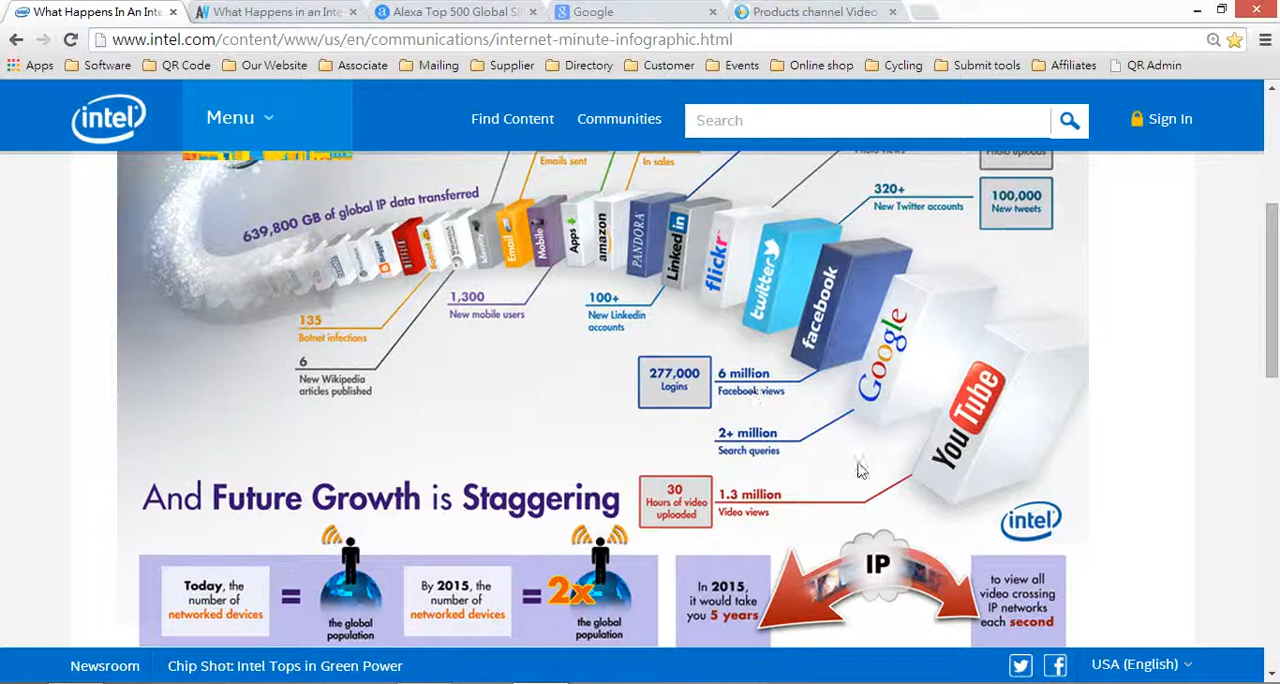 What Happens In An Inte
What Happens in an Inte
Alexa Top 500 Global Si
Google
Products channel Video
www.intel.com/content/www/us/en/communications/internet-minute-infographic.html
Apps
Software
QR Code
Our Website
Associate
Mailing
Supplier
Directory
Customer
Events
Online shop
Cycling
Submit tools
Affiliates
QR Admin
intel
Menu
Find Content
Communities
Search
Sign In
Emails sent
In sales
Photo views
Photo uploads
639,800 GB of global IP data transferred
320+
New Twitter accounts
100,000
New tweets
Blogger
NETFLIX
Botnet
Identity
Email
Mobile
Apps
amazon
PANDORA
LinkedIn
flickr
twitter
facebook
Google
YouTube
135
Botnet infections
6
New Wikipedia
articles published
1,300
New mobile users
100+
New Linkedin
accounts
277,000
Logins
6 million
Facebook views
2+ million
Search queries
30
Hours of video
uploaded
1.3 million
Video views
And Future Growth is Staggering
intel
Today, the
number of
networked devices
=
the global
population
By 2015, the
number of
networked devices
=
2x
the global
population
In 2015,
it would take
you 5 years
IP
to view all
video crossing
IP networks
each second
Newsroom
Chip Shot: Intel Tops in Green Power
USA (English)